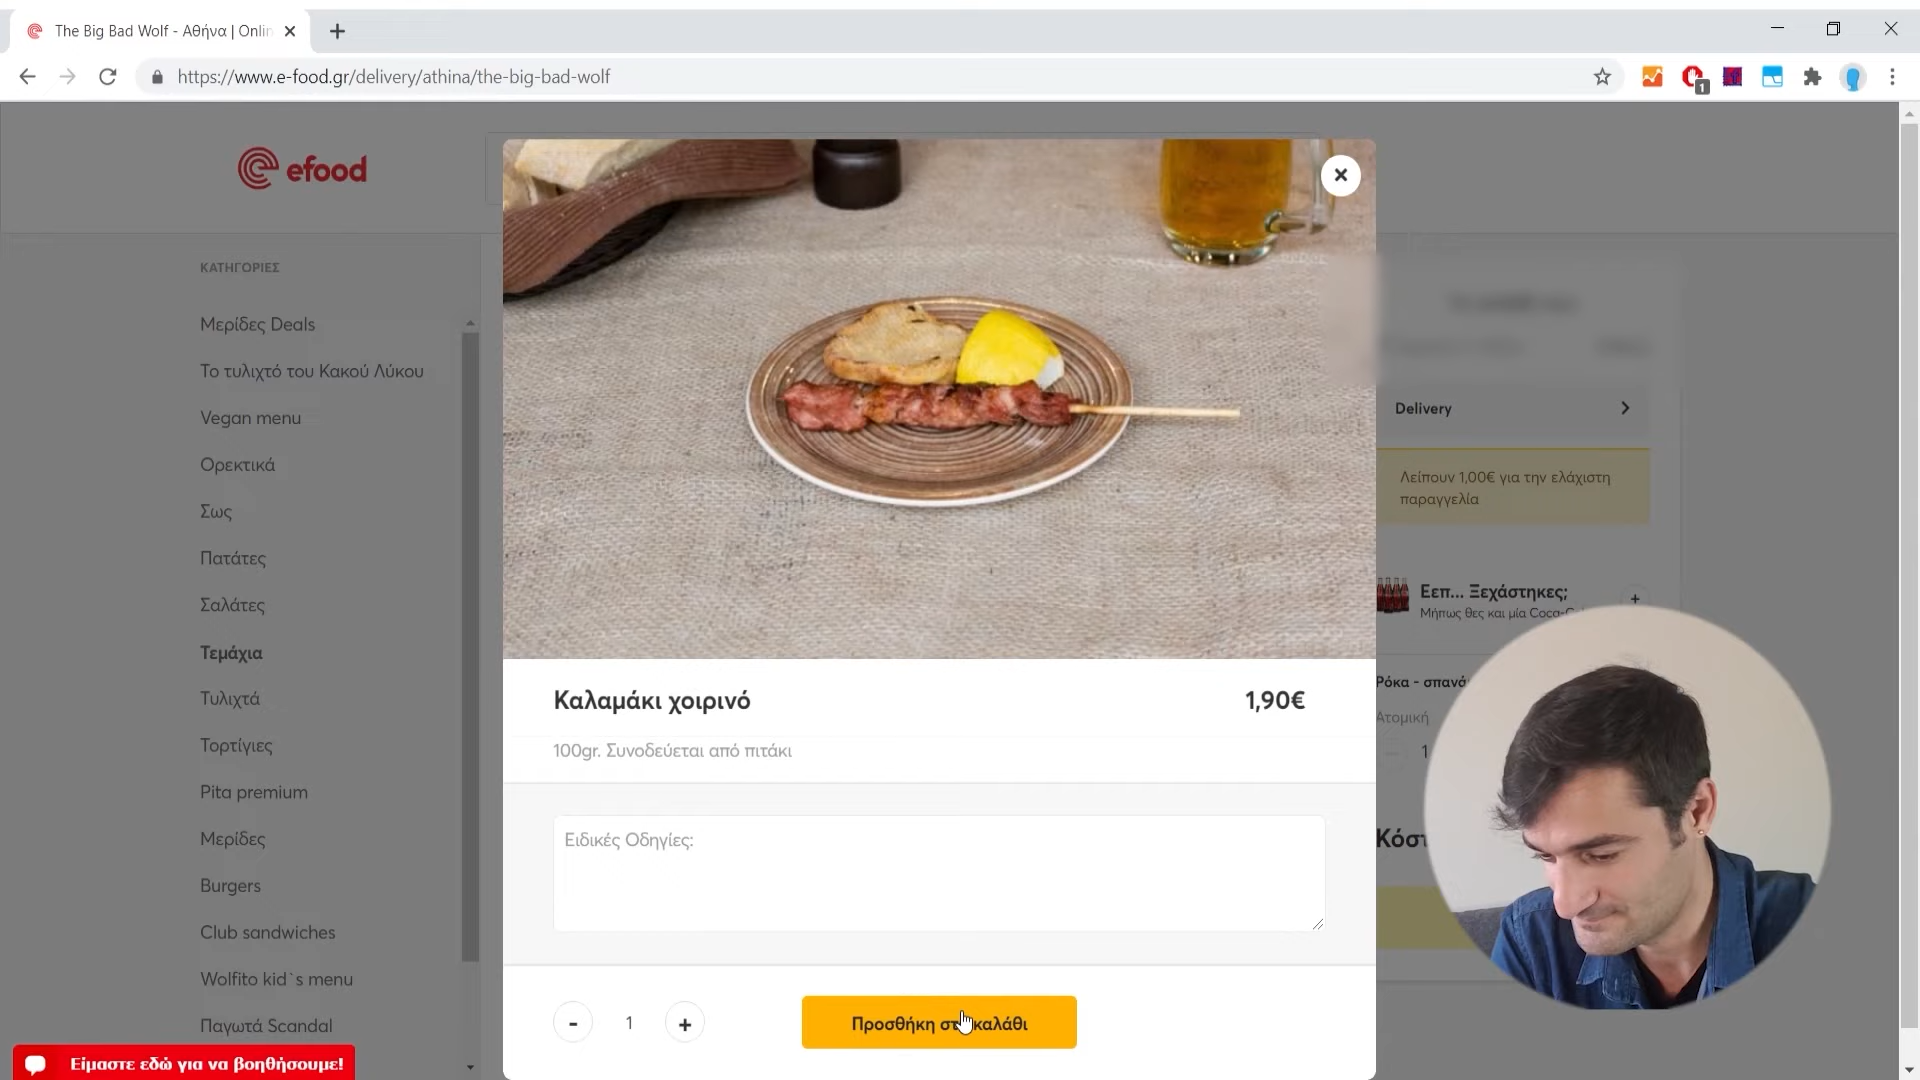 The Big Bad Wolf - Αθήνα | Onlin
https://www.e-food.gr/delivery/athina/the-big-bad-wolf
1
efood
ΚΑΤΗΓΟΡΙΕΣ
Μερίδες Deals
Το τυλιχτό του Κακού Λύκου
Vegan menu
Ορεκτικά
Σως
Πατάτες
Σαλάτες
Τεμάχια
Τυλιχτά
Τορτίγιες
Pita premium
Μερίδες
Burgers
Club sandwiches
Wolfito kid`s menu
Παγωτά Scandal
Είμαστε εδώ για να βοηθήσουμε!
Καλαμάκι χοιρινό
1,90€
100gr. Συνοδεύεται από πιτάκι
Ειδικές Οδηγίες:
- 1 +
Προσθήκη στο καλάθι
Delivery
Λείπουν 1,00€ για την ελάχιστη
παραγγελία
Εεπ... Ξεχάστηκες;
+
Μήπως θες και μία Coca-C
Ρόκα - σπανά
Ατομική
1
Κόστ